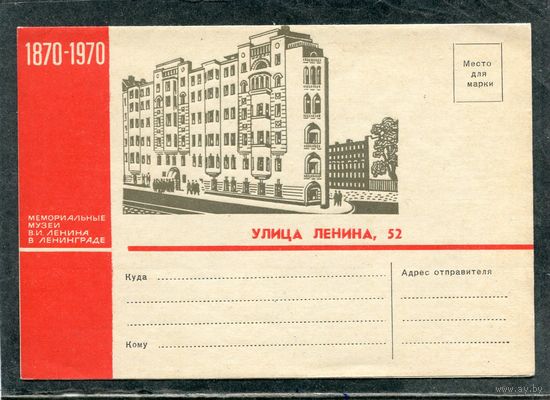 1870-1970
Место
для
марки
МЕМОРИАЛЬНЫЕ
МУЗЕИ
В.И. ЛЕНИНА
В ЛЕНИНГРАДЕ
УЛИЦА ЛЕНИНА, 52
Куда
Адрес отправителя
Кому
www.ay.by